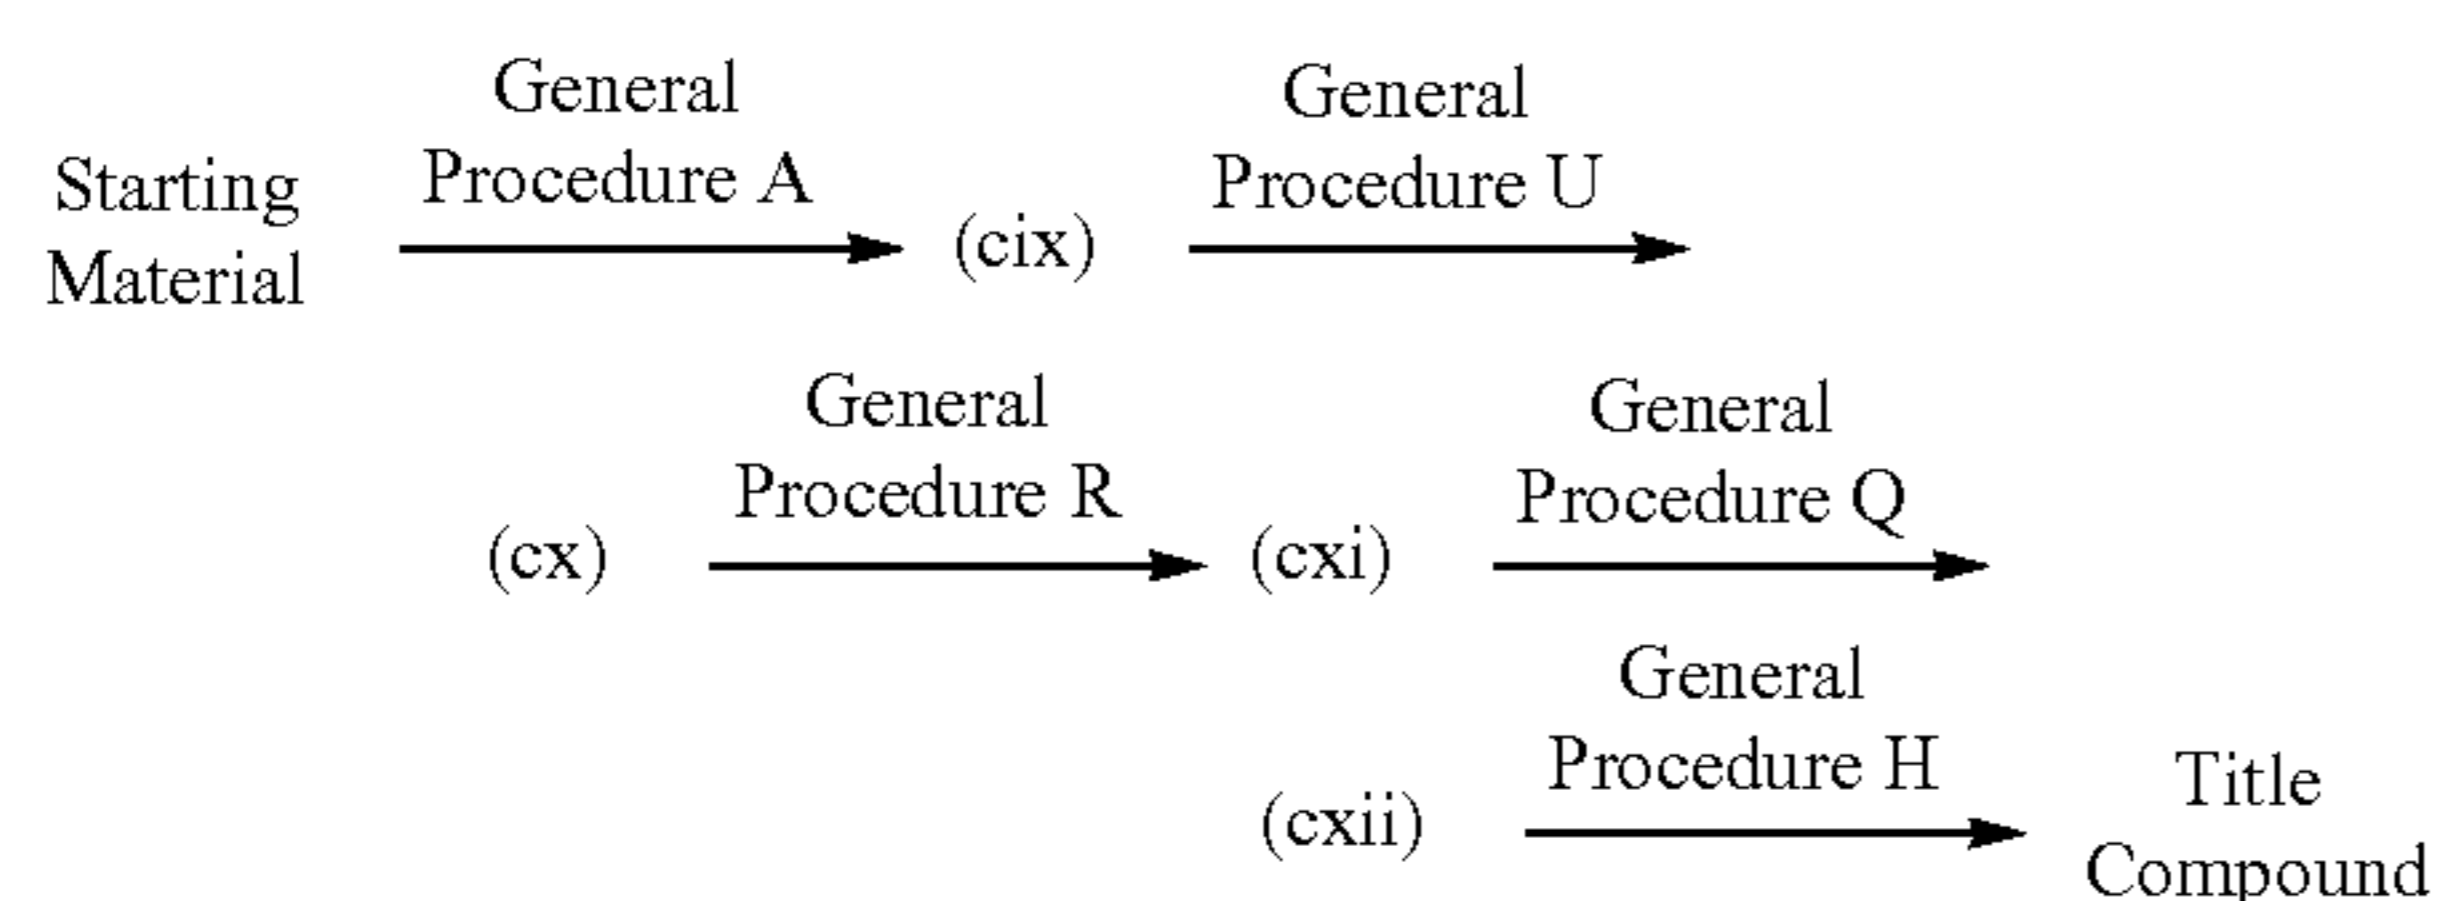 Starting
Material
General
Procedure A
(cix)
General
Procedure U
(cx)
General
Procedure R
(cxi)
General
Procedure Q
(cxii)
General
Procedure H
Title
Compound